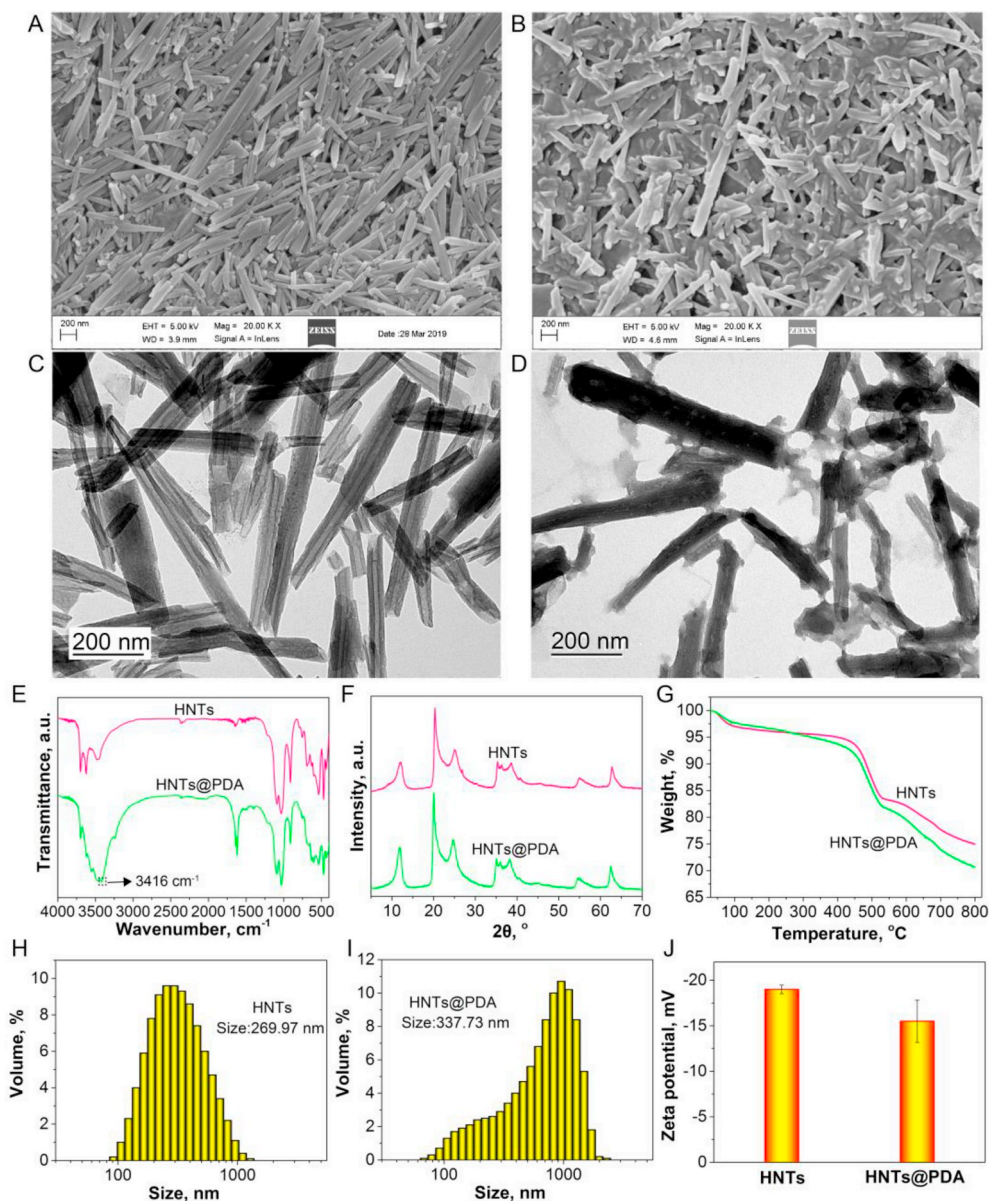 A
B
200 nm
EHT = 5.00 kV
Mag = 20.00 K X
WD = 3.9 mm
Signal A = InLens
ZEISS
Date :28 Mar 2019
200 nm
EHT = 5.00 kV
Mag = 20.00 K X
WD = 4.6 mm
Signal A = InLens
ZEISS
C
200 nm
D
200 nm
E
HNTs
HNTs@PDA
3416 cm⁻¹
Transmittance, a.u.
4000 3500 3000 2500 2000 1500 1000 500
Wavenumber, cm⁻¹
F
HNTs
HNTs@PDA
Intensity, a.u.
10 20 30 40 50 60 70
2θ, °
G
100
95
90
85
80
75
70
65
Weight, %
HNTs
HNTs@PDA
100 200 300 400 500 600 700 800
Temperature, °C
H
10
8
6
4
2
0
Volume, %
HNTs
Size:269.97 nm
100 1000
Size, nm
I
12
10
8
6
4
2
0
Volume, %
HNTs@PDA
Size:337.73 nm
100 1000
Size, nm
J
-20
-15
-10
-5
0
Zeta potential, mV
HNTs HNTs@PDA